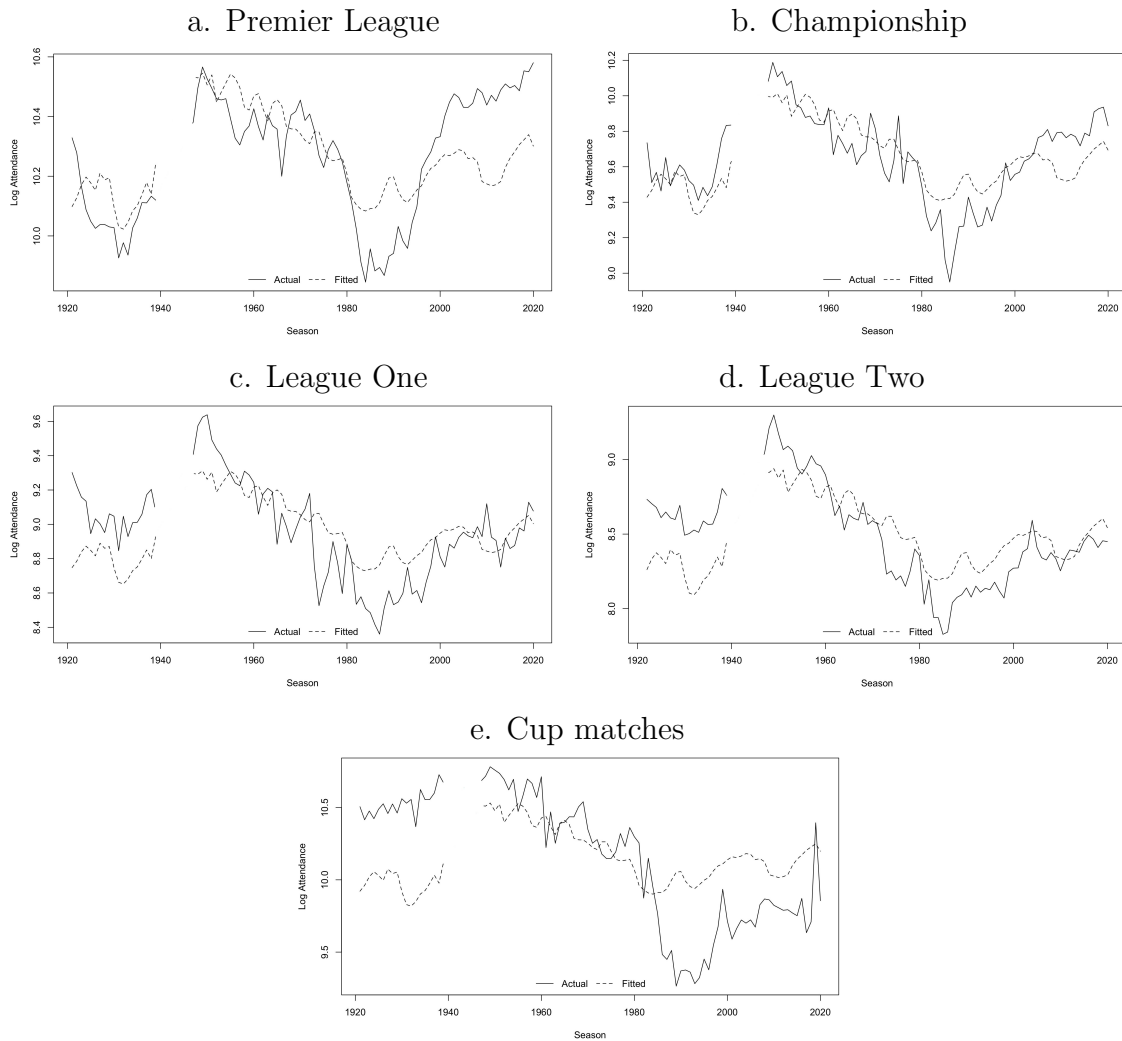 a. Premier League
10.6
10.4
10.2
10.0
Log Attendance
Actual Fitted
1920 1940 1960 1980 2000 2020
Season
b. Championship
10.2
10.0
9.8
9.6
9.4
9.2
9.0
Log Attendance
Actual Fitted
1920 1940 1960 1980 2000 2020
Season
c. League One
9.6
9.4
9.2
9.0
8.8
8.6
8.4
Log Attendance
Actual Fitted
1920 1940 1960 1980 2000 2020
Season
d. League Two
9.0
8.5
8.0
Log Attendance
Actual Fitted
1920 1940 1960 1980 2000 2020
Season
e. Cup matches
10.5
10.0
9.5
Log Attendance
Actual Fitted
1920 1940 1960 1980 2000 2020
Season